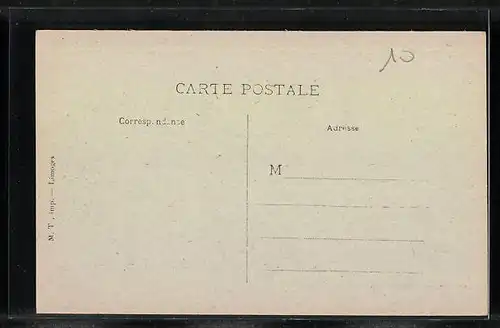 10
CARTE POSTALE
Correspondance
Adresse
M
M. T., imp. — Limoges